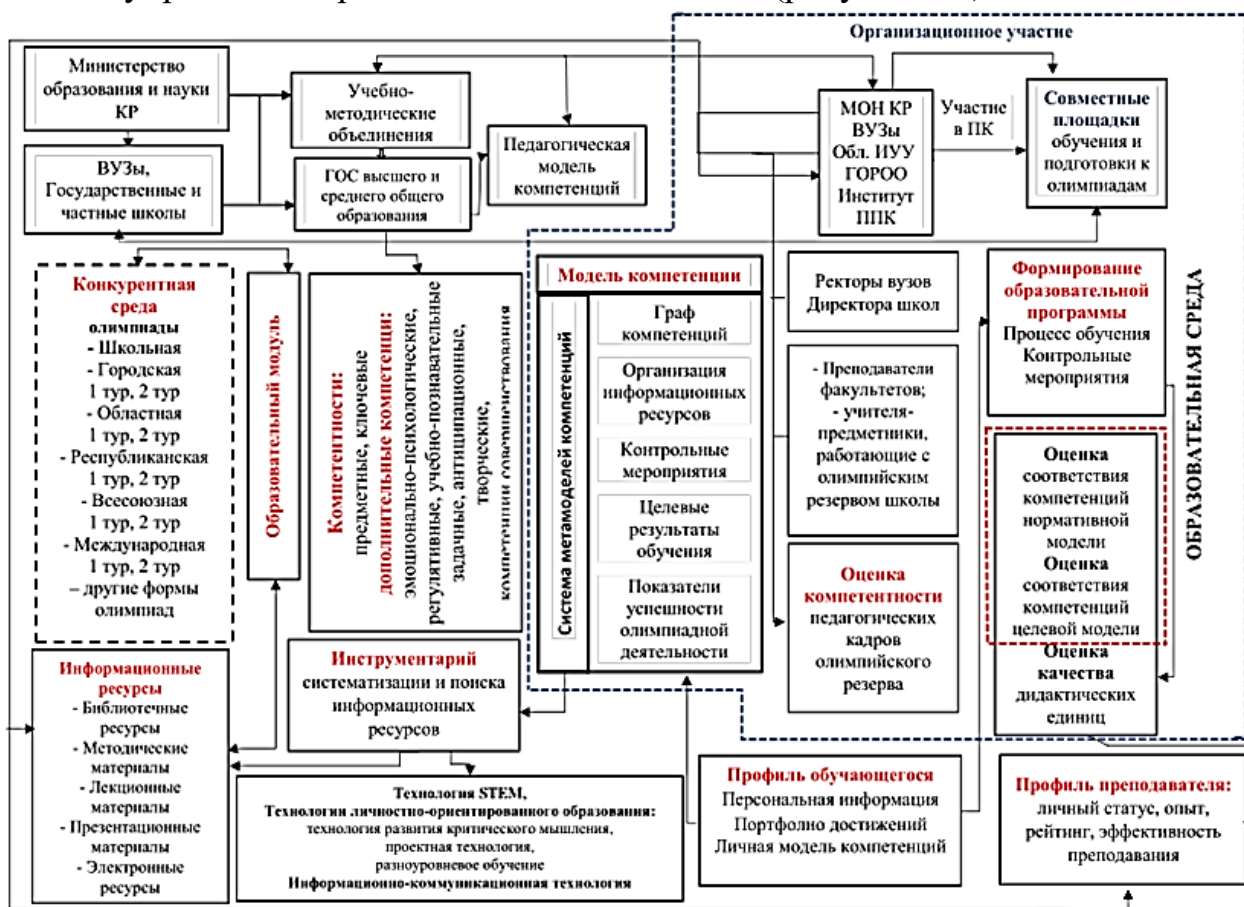 Организационное участие
Министерство
образования и науки
КР
Учебно-
методические
объединения
Педагогическая
модель
компетенций
МОН КР
ВУЗы
Обл. ИУУ
ГОРОО
Институт
ППК
Участие
в ПК
Совместные
площадки
обучения и
подготовки к
олимпиадам
ВУЗы,
Государственные и
частные школы
ГОС высшего и
среднего общего
образования
Конкурентная
среда
олимпиады
- Школьная
- Городская
1 тур, 2 тур
- Областная
1 тур, 2 тур
- Республиканская
1 тур, 2 тур
- Всесоюзная
1 тур, 2 тур
- Международная
1 тур, 2 тур
– другие формы
олимпиад
Образовательный модуль
Компетентности:
предметные, ключевые
дополнительные компетенци:
эмоционально-психологические,
регулятивные, учебно-познавательные
задачные, антиципационные,
творческие,
компетенции совершенствования
Модель компетенции
Система метамоделей компетенций
Граф
компетенций
Организация
информационных
ресурсов
Контрольные
мероприятия
Целевые
результаты
обучения
Показатели
успешности
олимпиадной
деятельности
Ректоры вузов
Директора школ
- Преподаватели
факультетов;
- учителя-
предметники,
работающие с
олимпийским
резервом школы
Оценка
компетентности
педагогических
кадров
олимпийского
резерва
Формирование
образовательной
программы
Процесс обучения
Контрольные
мероприятия
Оценка
соответствия
компетенций
нормативной
модели
Оценка
соответствия
компетенций
целевой модели
Оценка
качества
дидактических
единиц
ОБРАЗОВАТЕЛЬНАЯ СРЕДА
Информационные
ресурсы
- Библиотечные
ресурсы
- Методические
материалы
- Лекционные
материалы
- Презентационные
материалы
- Электронные
ресурсы
Инструментарий
систематизации и поиска
информационных
ресурсов
Технология STEM,
Технологии личностно-ориентированного образования:
технология развития критического мышления,
проектная технология,
разноуровневое обучение
Информационно-коммуникационная технология
Профиль обучающегося
Персональная информация
Портфолио достижений
Личная модель компетенций
Профиль преподавателя:
личный статус, опыт,
рейтинг, эффективность
преподавания